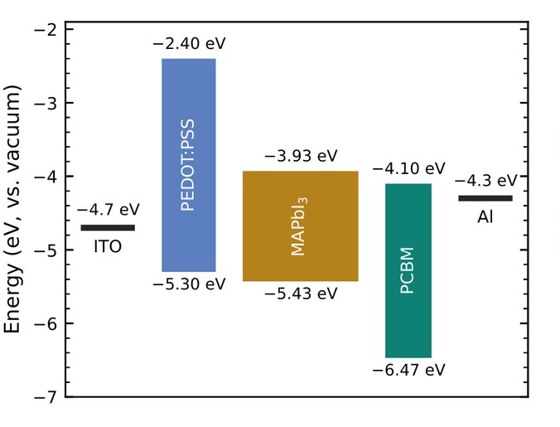 Energy (eV, vs. vacuum)
−2
−3
−4
−5
−6
−7
−4.7 eV
ITO
−2.40 eV
PEDOT:PSS
−5.30 eV
−3.93 eV
MAPbI₃
−5.43 eV
−4.10 eV
PCBM
−6.47 eV
−4.3 eV
Al